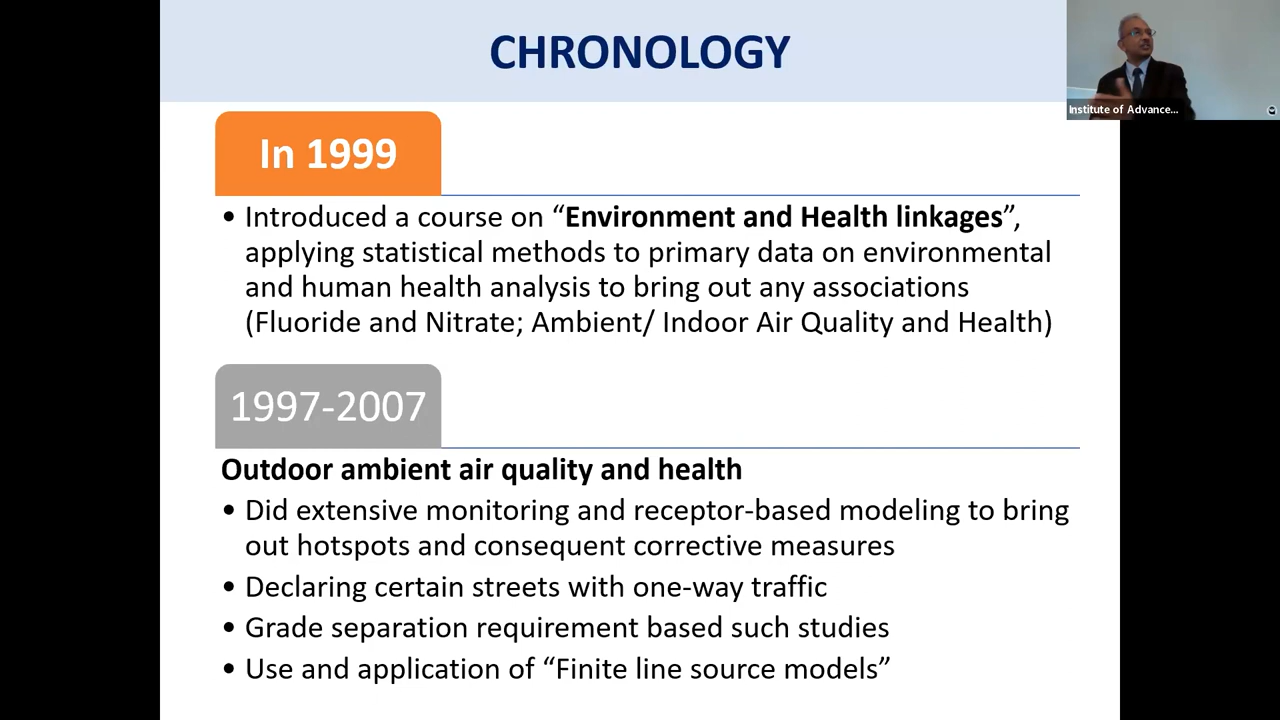 CHRONOLOGY
Institute of Advance...
In 1999
• Introduced a course on “Environment and Health linkages”,
applying statistical methods to primary data on environmental
and human health analysis to bring out any associations
(Fluoride and Nitrate; Ambient/ Indoor Air Quality and Health)
1997-2007
Outdoor ambient air quality and health
• Did extensive monitoring and receptor-based modeling to bring
out hotspots and consequent corrective measures
• Declaring certain streets with one-way traffic
• Grade separation requirement based such studies
• Use and application of “Finite line source models”